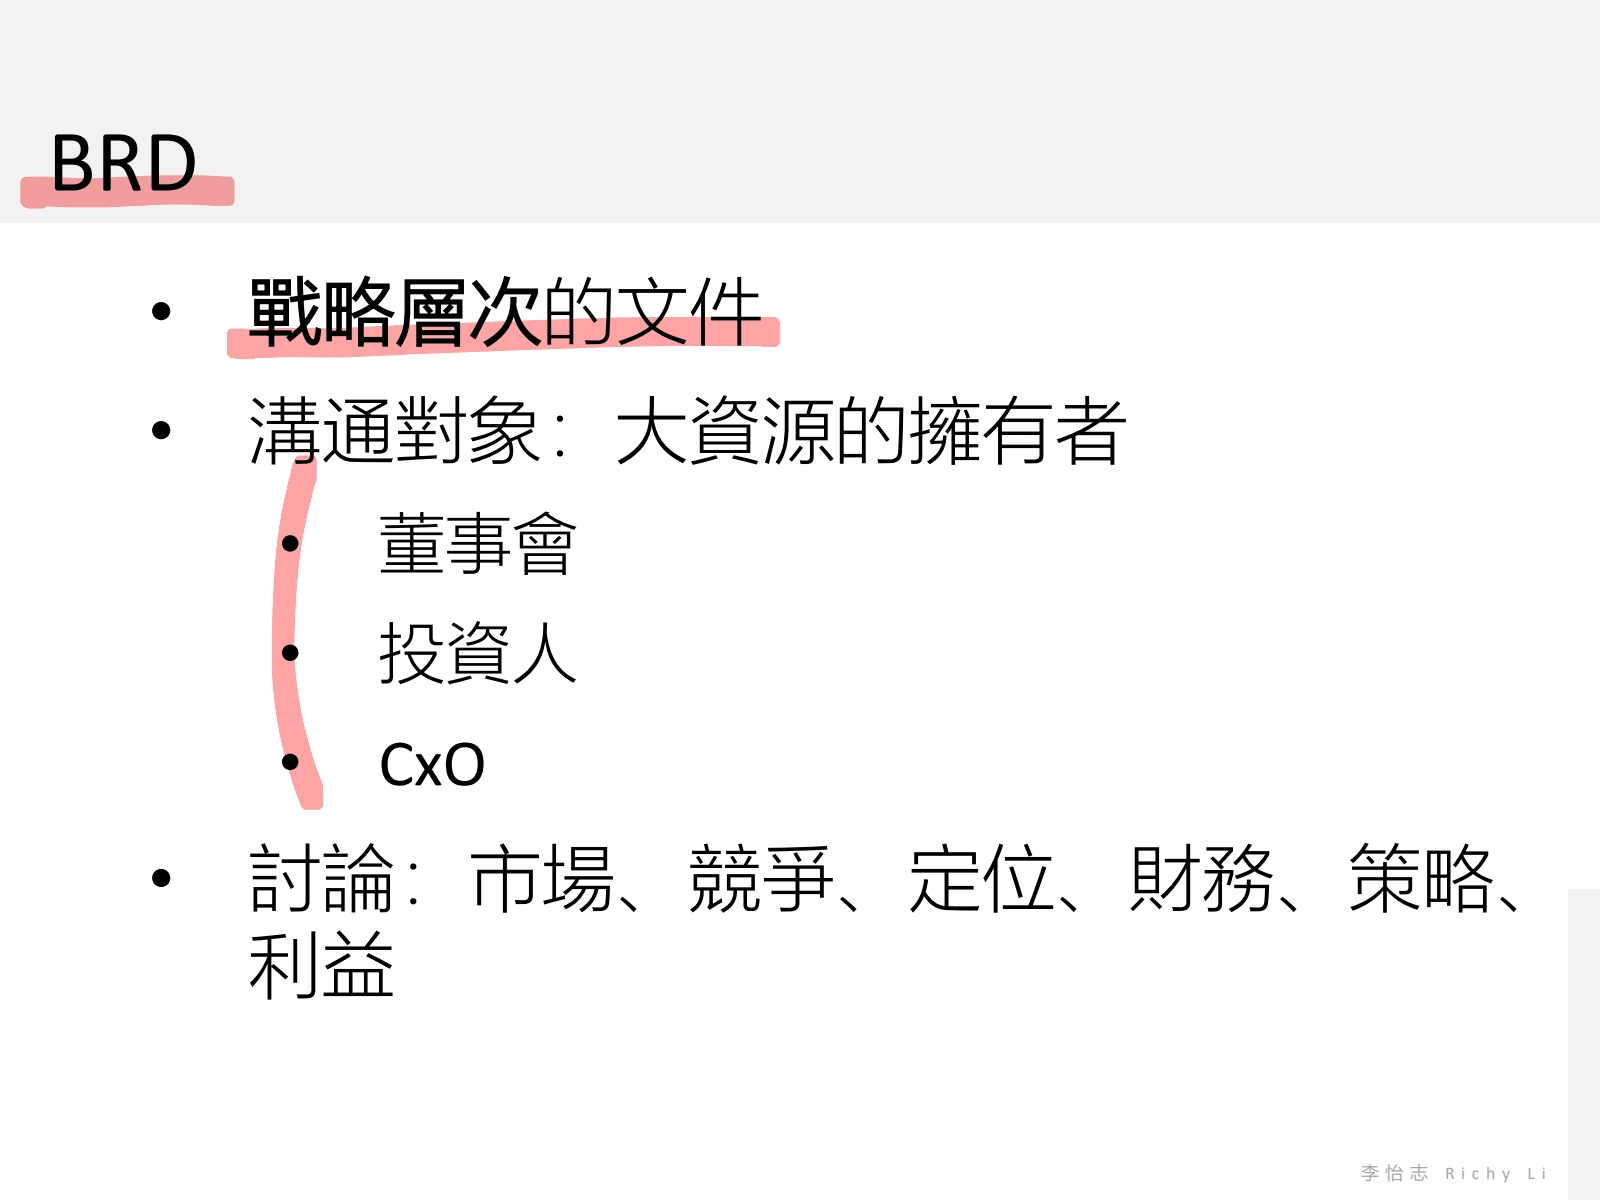 BRD
• 戰略層次的文件
• 溝通對象：大資源的擁有者
• 董事會
• 投資人
• CxO
• 討論：市場、競爭、定位、財務、策略、
利益
李怡志 Richy Li